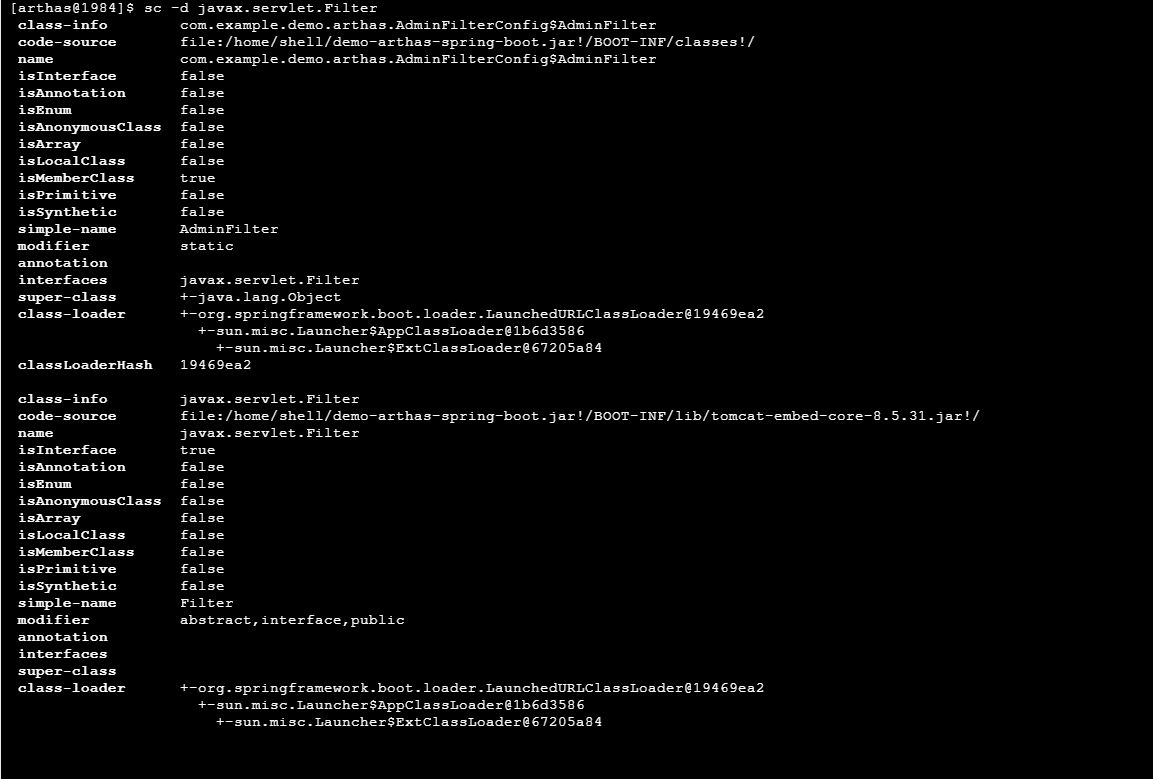 [arthas@1984]$ sc -d javax.servlet.Filter
class-info com.example.demo.arthas.AdminFilterConfig$AdminFilter
code-source file:/home/shell/demo-arthas-spring-boot.jar!/BOOT-INF/classes!/
name com.example.demo.arthas.AdminFilterConfig$AdminFilter
isInterface false
isAnnotation false
isEnum false
isAnonymousClass false
isArray false
isLocalClass false
isMemberClass true
isPrimitive false
isSynthetic false
simple-name AdminFilter
modifier static
annotation
interfaces javax.servlet.Filter
super-class +-java.lang.Object
class-loader +-org.springframework.boot.loader.LaunchedURLClassLoader@19469ea2
+-sun.misc.Launcher$AppClassLoader@1b6d3586
+-sun.misc.Launcher$ExtClassLoader@67205a84
classLoaderHash 19469ea2
class-info javax.servlet.Filter
code-source file:/home/shell/demo-arthas-spring-boot.jar!/BOOT-INF/lib/tomcat-embed-core-8.5.31.jar!/
name javax.servlet.Filter
isInterface true
isAnnotation false
isEnum false
isAnonymousClass false
isArray false
isLocalClass false
isMemberClass false
isPrimitive false
isSynthetic false
simple-name Filter
modifier abstract,interface,public
annotation
interfaces
super-class
class-loader +-org.springframework.boot.loader.LaunchedURLClassLoader@19469ea2
+-sun.misc.Launcher$AppClassLoader@1b6d3586
+-sun.misc.Launcher$ExtClassLoader@67205a84